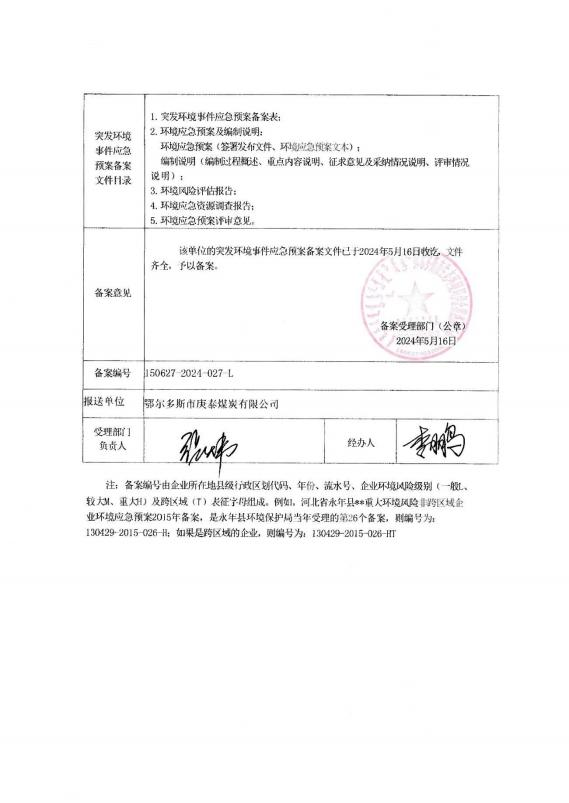 突发环境
事件应急
预案备案
文件目录
1. 突发环境事件应急预案备案表；
2. 环境应急预案及编制说明：
环境应急预案（签署发布文件、环境应急预案文本）；
编制说明（编制过程概述、重点内容说明、征求意见及采纳情况说明、评审情况
说明）；
3. 环境风险评估报告；
4. 环境应急资源调查报告；
5. 环境应急预案评审意见。
备案意见
该单位的突发环境事件应急预案备案文件已于2024年5月16日收讫，文件
齐全，予以备案。
备案受理部门（公章）
2024年5月16日
备案编号
150627-2024-027-L
报送单位
鄂尔多斯市庚泰煤炭有限公司
受理部门
负责人
经办人
李鹏
注：备案编号由企业所在地县级行政区划代码、年份、流水号、企业环境风险级别（一般L、
较大M、重大H）及跨区域（T）表征字母组成。例如，河北省永年县**重大环境风险非跨区域企
业环境应急预案2015年备案，是永年县环境保护局当年受理的第26个备案，则编号为：
130429-2015-026-H；如果是跨区域的企业，则编号为：130429-2015-026-HT